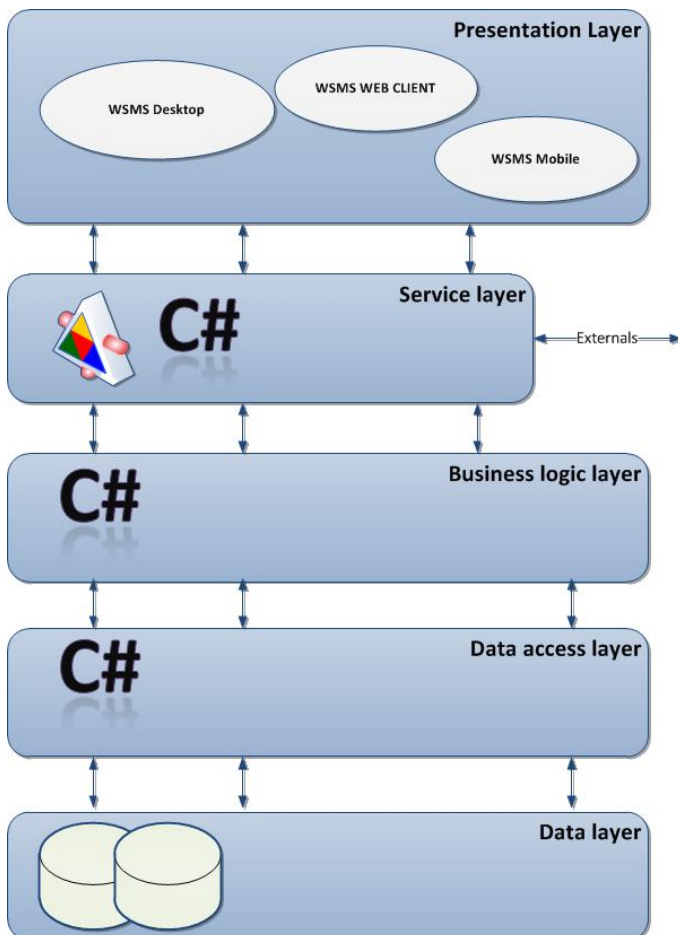 Presentation Layer
WSMS Desktop
WSMS WEB CLIENT
WSMS Mobile
Service layer
C#
Externals
Business logic layer
C#
Data access layer
C#
Data layer